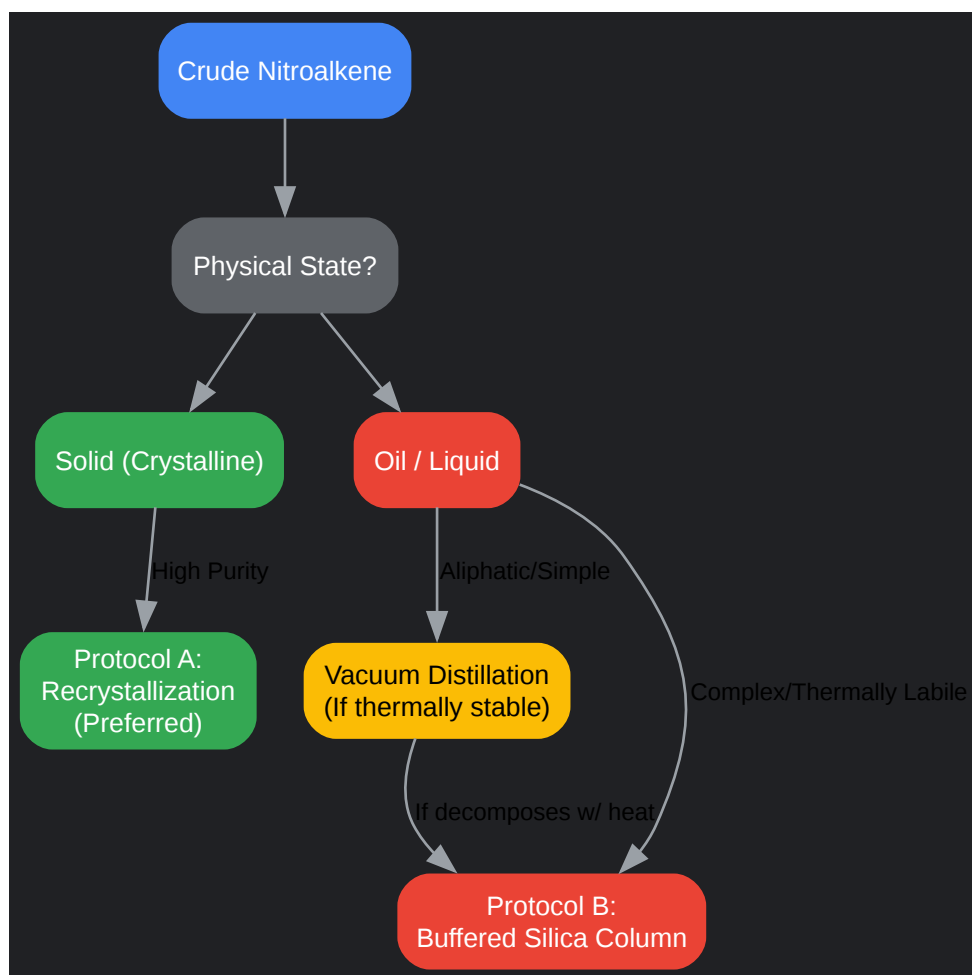 Crude Nitroalkene
Physical State?
Solid (Crystalline)
Oil / Liquid
High Purity
Aliphatic/Simple
Protocol A:
Recrystallization
(Preferred)
Vacuum Distillation
(If thermally stable)
Complex/Thermally Labile
If decomposes w/ heat
Protocol B:
Buffered Silica Column